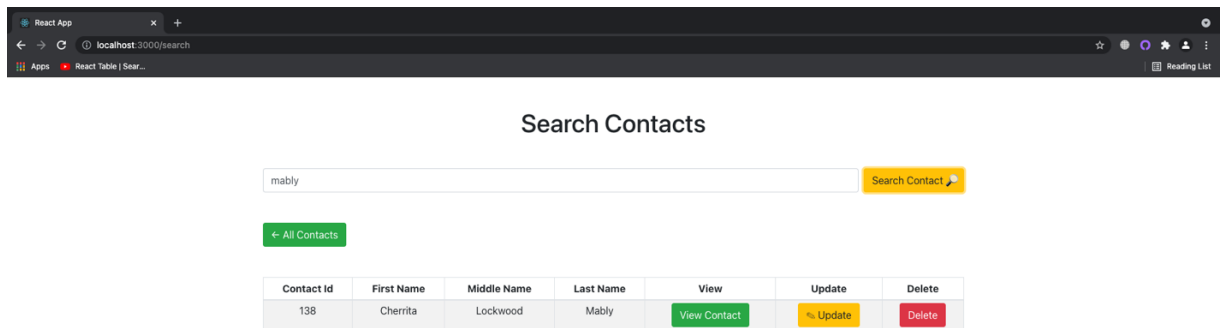 React App
localhost:3000/search
Apps React Table | Sear... Reading List
Search Contacts
mably Search Contact
← All Contacts
Contact Id First Name Middle Name Last Name View Update Delete
138 Cherrita Lockwood Mably View Contact Update Delete